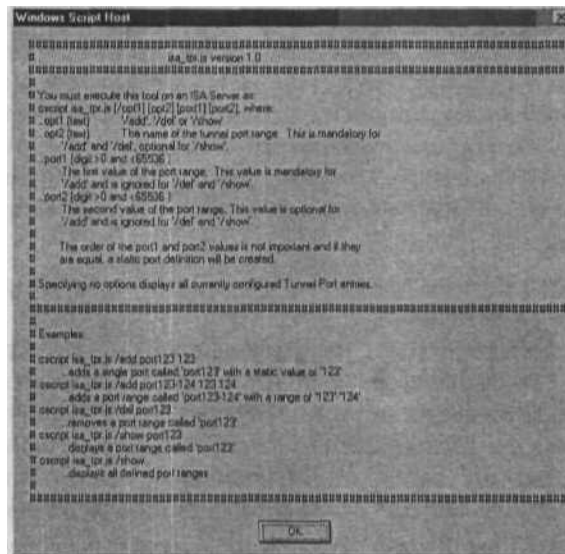 Windows Script Host
##########
# isa_tpr.js version 1.0
##########
#
# You must execute this tool on an ISA Server as:
# cscript isa_tpr.js [/opt1] [opt2] [port1] [port2], where:
# ..opt1 {text} '/add', '/def' or '/show'.
# ..opt2 {text} The name of the tunnel port range. This is mandatory for
# '/add' and '/del', optional for '/show'.
# ..port1 {digit >0 and <65536 }
# The first value of the port range. This value is mandatory for
# '/add' and is ignored for '/def' and '/show'.
# ..port2 {digit >0 and <65536 }
# The second value of the port range. This value is optional for
# '/add' and is ignored for '/def' and '/show'.
#
# The order of the port1 and port2 values is not important and if they
# are equal, a static port definition will be created.
#
# Specifying no options displays all currently configured Tunnel Port entries.
#
##########
#
# Examples:
#
# cscript isa_tpr.js /add port123 123
# ...adds a single port called 'port123' with a static value of '123'
# cscript isa_tpr.js /add port123-124 123 124
# ...adds a port range called 'port123-124' with a range of '123' '124'
# cscript isa_tpr.js /del port123
# ...removes a port range called 'port123'
# cscript isa_tpr.js /show port123
# ...displays a port range called 'port123'
# cscript isa_tpr.js /show
# ...displays all defined port ranges
#
##########
OK